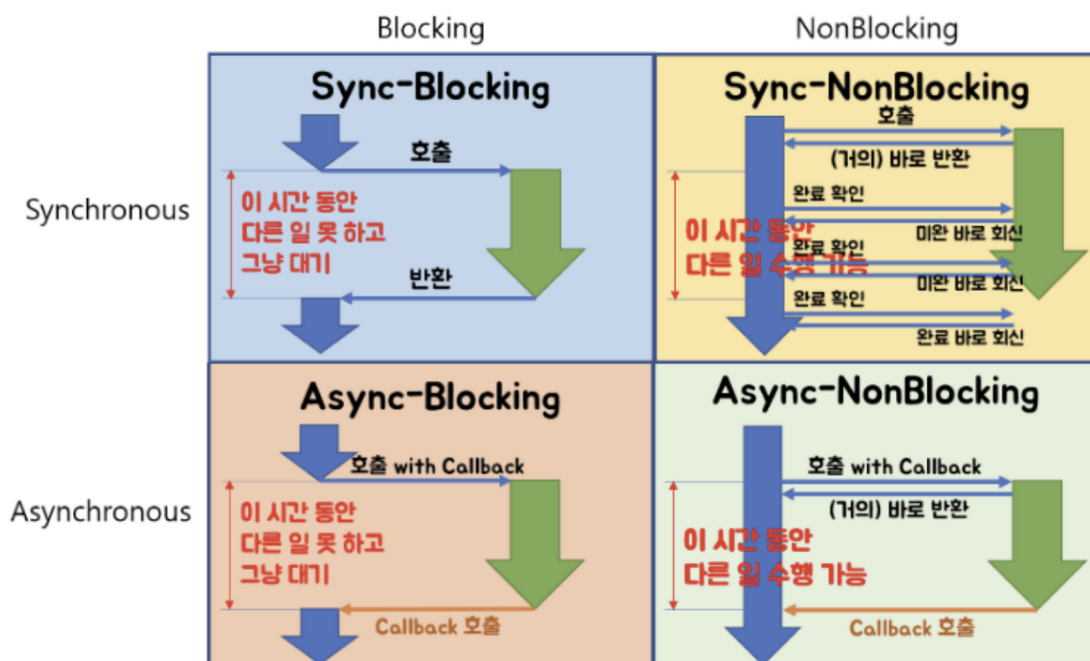 Blocking
NonBlocking
Synchronous
Sync-Blocking
호출
이 시간 동안
다른 일 못 하고
그냥 대기
반환
Sync-NonBlocking
호출
(거의) 바로 반환
완료 확인
미완 바로 회신
이 시간 동안
다른 일 수행 가능
완료 확인
미완 바로 회신
완료 확인
완료 바로 회신
Asynchronous
Async-Blocking
호출 with Callback
이 시간 동안
다른 일 못 하고
그냥 대기
Callback 호출
Async-NonBlocking
호출 with Callback
(거의) 바로 반환
이 시간 동안
다른 일 수행 가능
Callback 호출